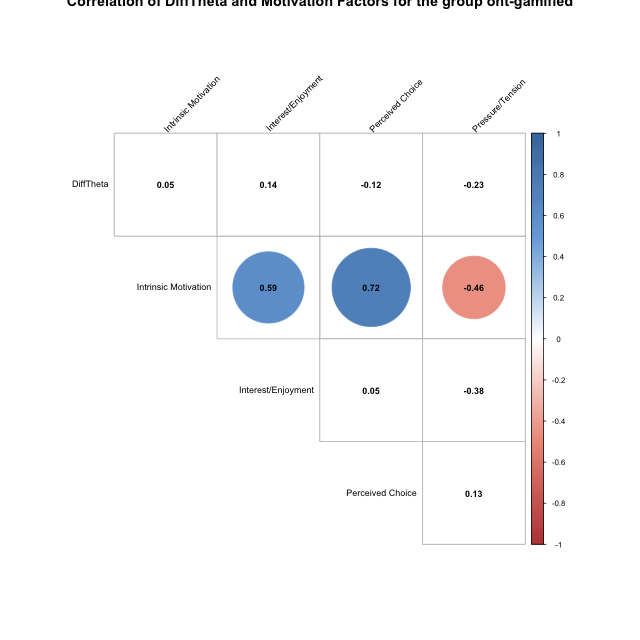 Correlation of DiffTheta and Motivation Factors for the group ont-gamified
Intrinsic Motivation
Interest/Enjoyment
Perceived Choice
Pressure/Tension
DiffTheta 0.05 0.14 -0.12 -0.23
Intrinsic Motivation 0.59 0.72 -0.46
Interest/Enjoyment 0.05 -0.38
Perceived Choice 0.13
1
0.8
0.6
0.4
0.2
0
-0.2
-0.4
-0.6
-0.8
-1